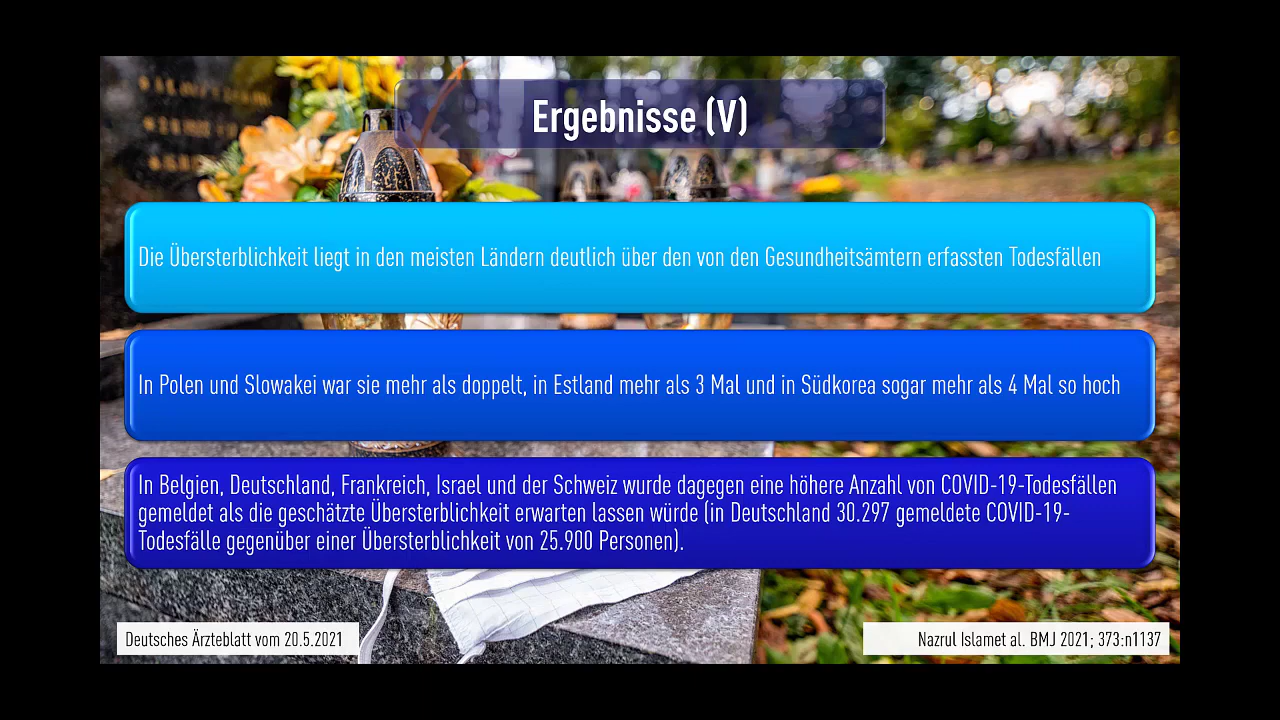 Ergebnisse (V)
Die Übersterblichkeit liegt in den meisten Ländern deutlich über den von den Gesundheitsämtern erfassten Todesfällen
In Polen und Slowakei war sie mehr als doppelt, in Estland mehr als 3 Mal und in Südkorea sogar mehr als 4 Mal so hoch
In Belgien, Deutschland, Frankreich, Israel und der Schweiz wurde dagegen eine höhere Anzahl von COVID-19-Todesfällen
gemeldet als die geschätzte Übersterblichkeit erwarten lassen würde (in Deutschland 30.297 gemeldete COVID-19-
Todesfälle gegenüber einer Übersterblichkeit von 25.900 Personen).
Deutsches Ärzteblatt vom 20.5.2021
Nazrul Islamet al. BMJ 2021; 373:n1137